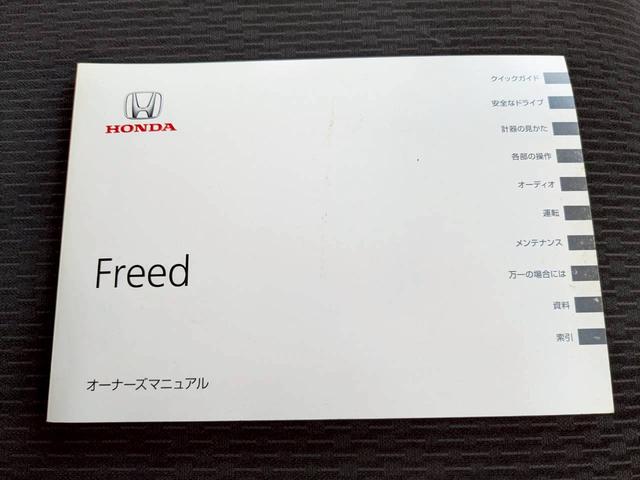 HONDA
Freed
オーナーズマニュアル
クイックガイド
安全なドライブ
計器の見かた
各部の操作
オーディオ
運転
メンテナンス
万一の場合には
資料
索引